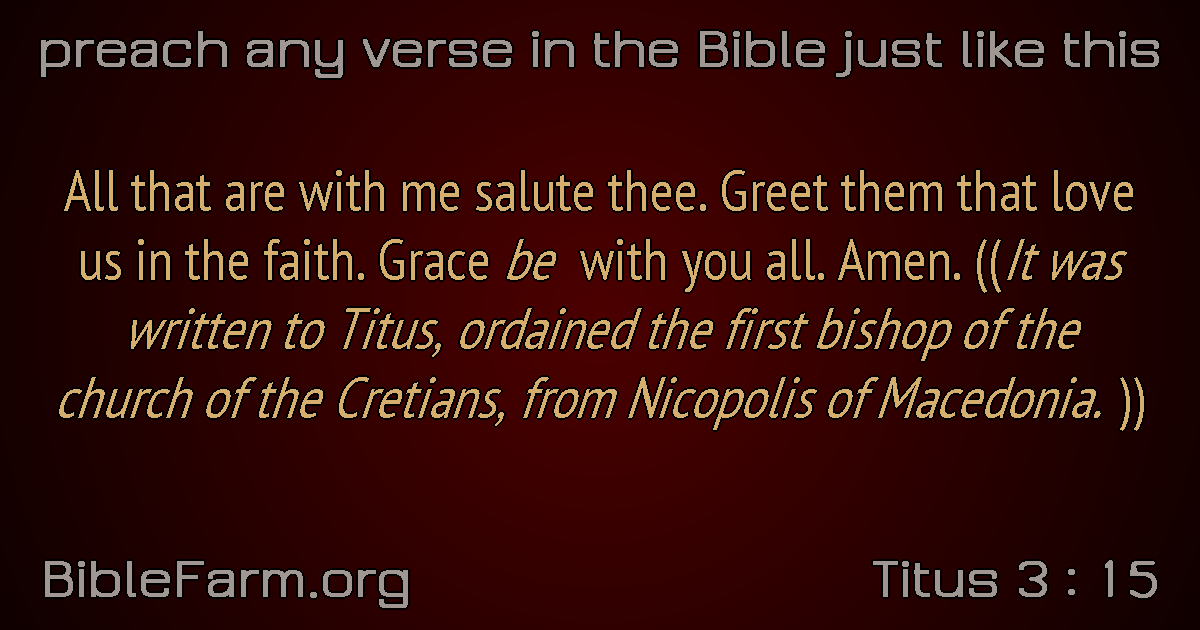 preach any verse in the Bible just like this
All that are with me salute thee. Greet them that love
us in the faith. Grace be with you all. Amen. ((It was
written to Titus, ordained the first bishop of the
church of the Cretians, from Nicopolis of Macedonia. ))
BibleFarm.org
Titus 3 : 15